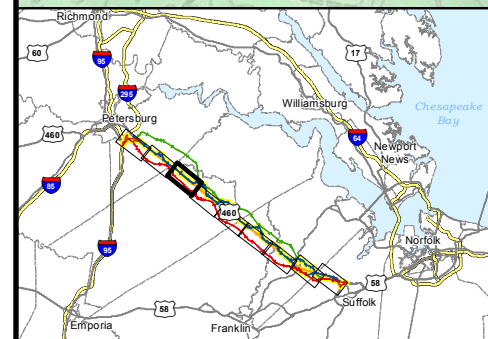 Richmond
60
95
17
295
Williamsburg
Chesapeake
Bay
Petersburg
460
64
Newport
News
85
460
95
Norfolk
58
Suffolk
58
Emporia
Franklin